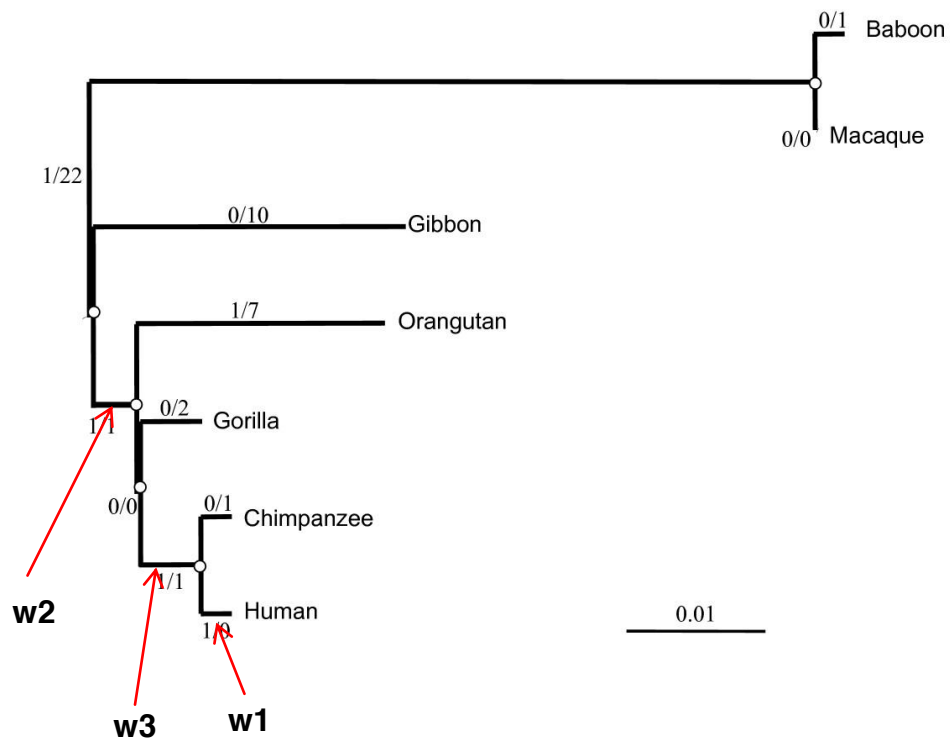 0/1
Baboon
0/0
Macaque
1/22
0/10
Gibbon
1/7
Orangutan
0/2
Gorilla
1/1
0/0
0/1
Chimpanzee
1/1
Human
1/0
0.01
w2
w3
w1